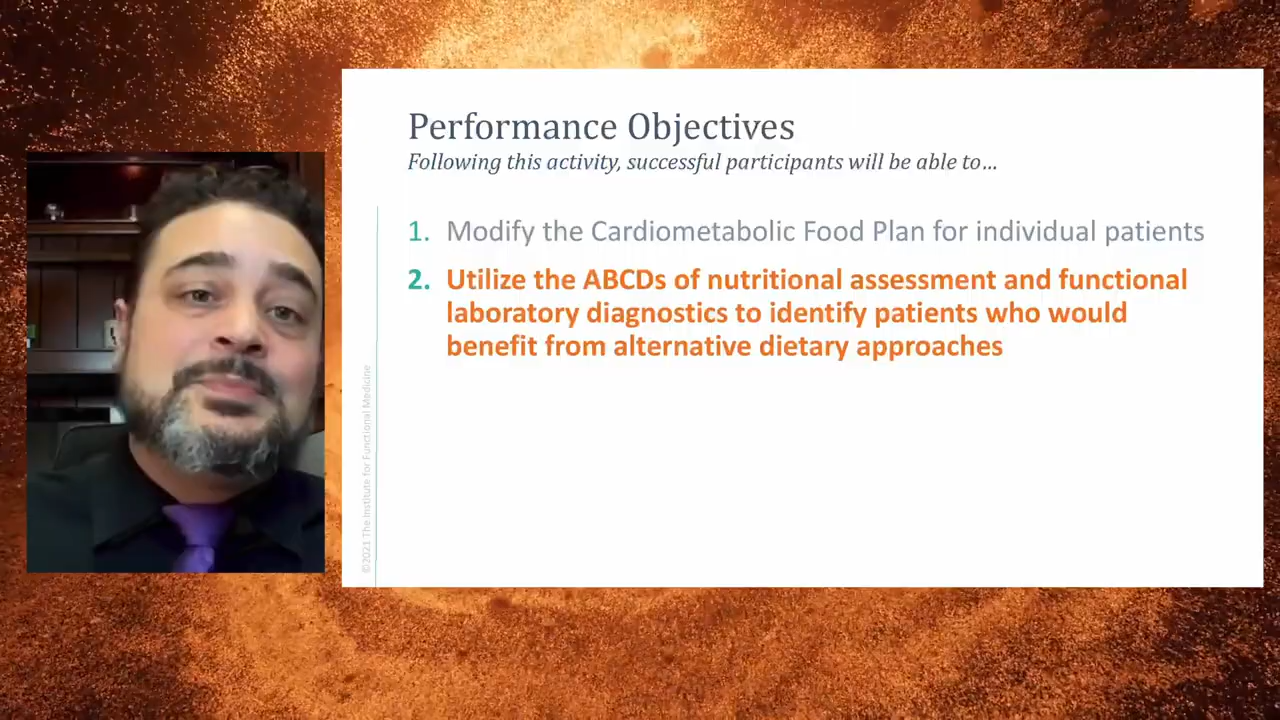 Performance Objectives
Following this activity, successful participants will be able to...
1. Modify the Cardiometabolic Food Plan for individual patients
2. Utilize the ABCDs of nutritional assessment and functional
laboratory diagnostics to identify patients who would
benefit from alternative dietary approaches
©2021 The Institute for Functional Medicine